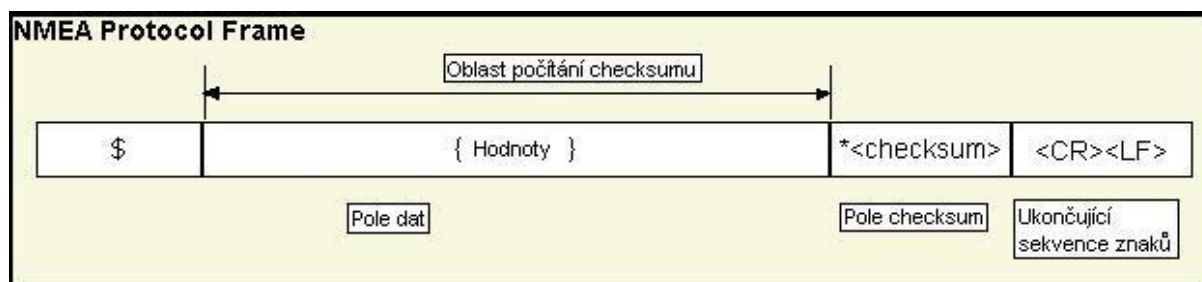 NMEA Protocol Frame
Oblast počítání checksumu
$
{ Hodnoty }
*<checksum>
<CR><LF>
Pole dat
Pole checksum
Ukončující
sekvence znaků